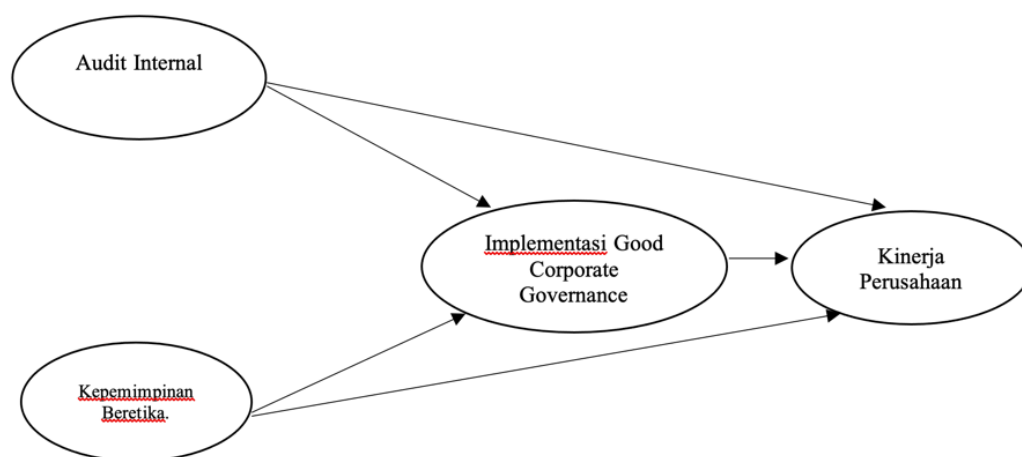 Audit Internal
Implementasi Good
Corporate
Governance
Kinerja
Perusahaan
Kepemimpinan
Beretika.